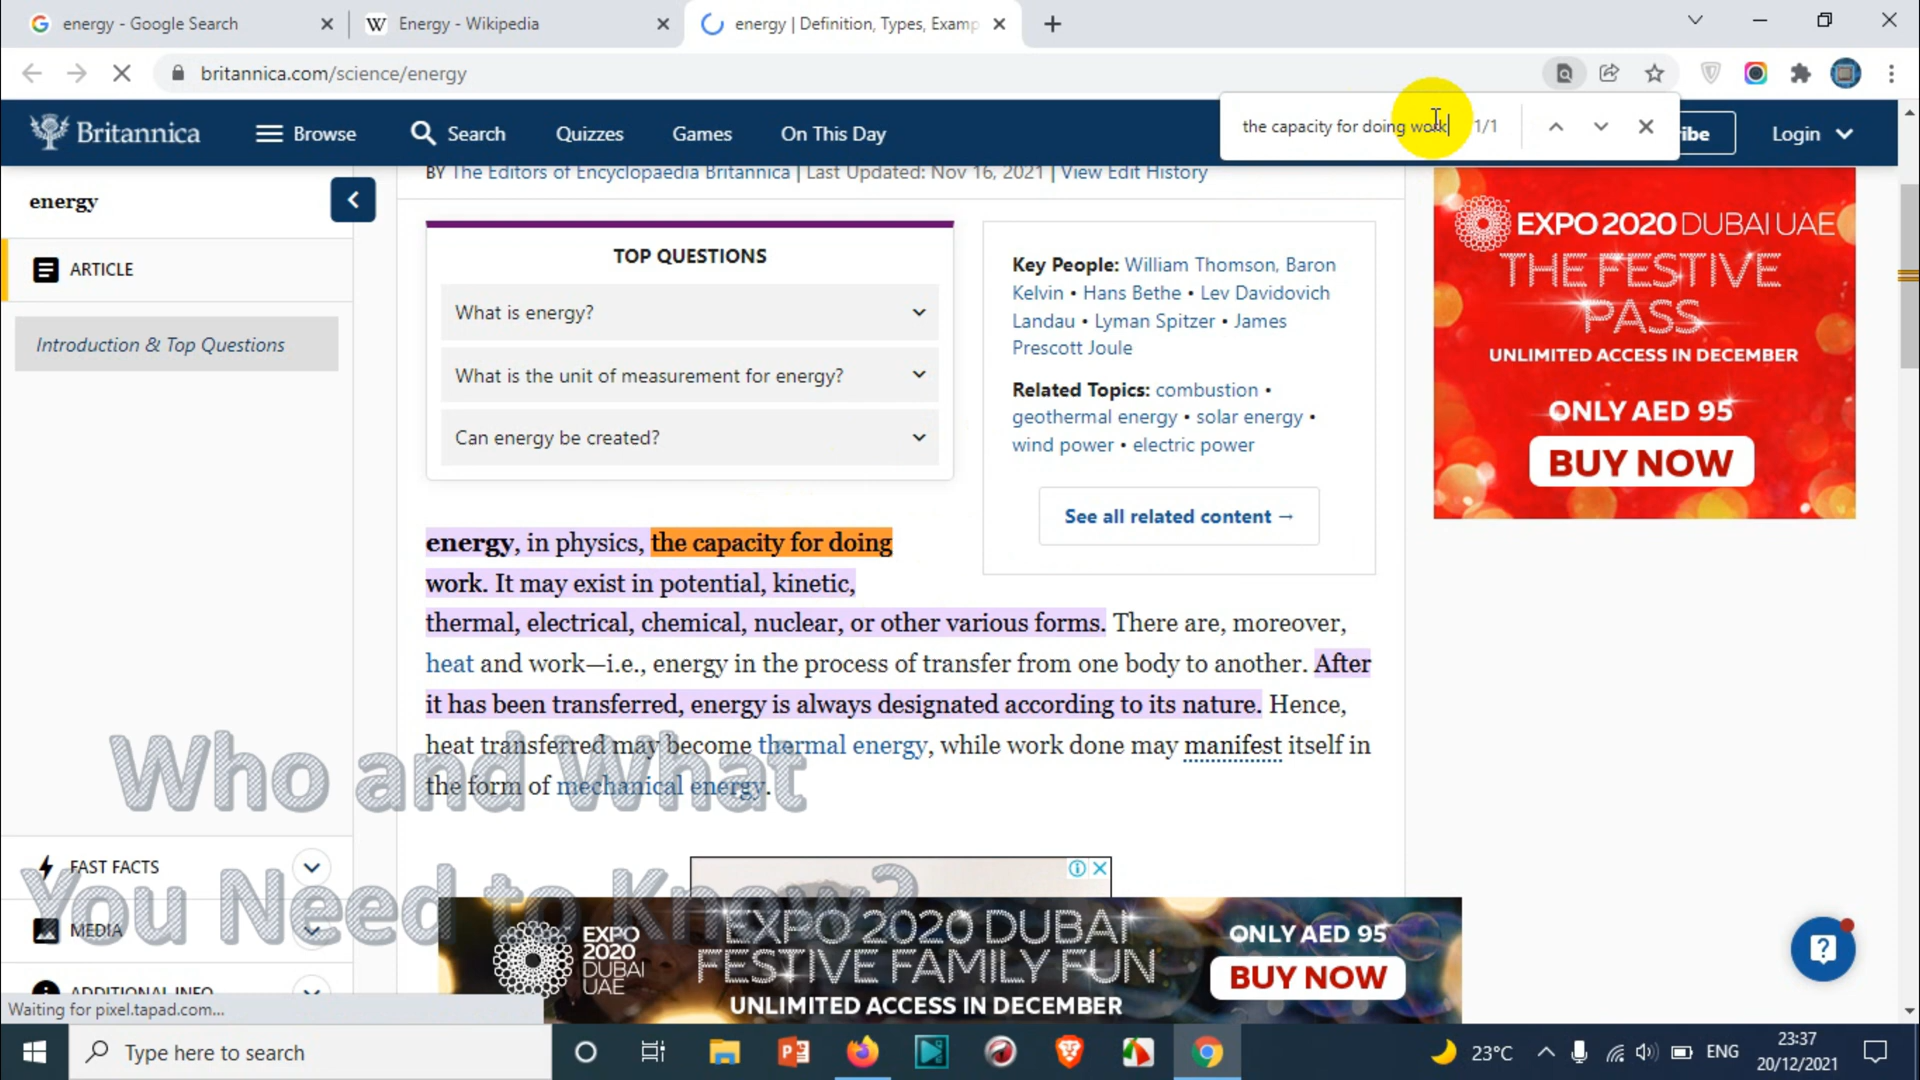 energy - Google Search
Energy - Wikipedia
energy | Definition, Types, Examp
britannica.com/science/energy
the capacity for doing work 1/1
Britannica
Browse
Search
Quizzes
Games
On This Day
ibe
Login
energy
ARTICLE
Introduction & Top Questions
FAST FACTS
MEDIA
ADDITIONAL INFO
BY The Editors of Encyclopaedia Britannica | Last Updated: Nov 16, 2021 | View Edit History
TOP QUESTIONS
What is energy?
What is the unit of measurement for energy?
Can energy be created?
Key People: William Thomson, Baron
Kelvin • Hans Bethe • Lev Davidovich
Landau • Lyman Spitzer • James
Prescott Joule
Related Topics: combustion •
geothermal energy • solar energy •
wind power • electric power
See all related content →
energy, in physics, the capacity for doing
work. It may exist in potential, kinetic,
thermal, electrical, chemical, nuclear, or other various forms. There are, moreover,
heat and work—i.e., energy in the process of transfer from one body to another. After
it has been transferred, energy is always designated according to its nature. Hence,
heat transferred may become thermal energy, while work done may manifest itself in
the form of mechanical energy.
Who and What
You Need to Know?
EXPO 2020 DUBAI UAE
THE FESTIVE
PASS
UNLIMITED ACCESS IN DECEMBER
ONLY AED 95
BUY NOW
EXPO
2020
DUBAI
UAE
EXPO 2020 DUBAI
FESTIVE FAMILY FUN
UNLIMITED ACCESS IN DECEMBER
ONLY AED 95
BUY NOW
Waiting for pixel.tapad.com...
Type here to search
23°C
ENG
23:37
20/12/2021